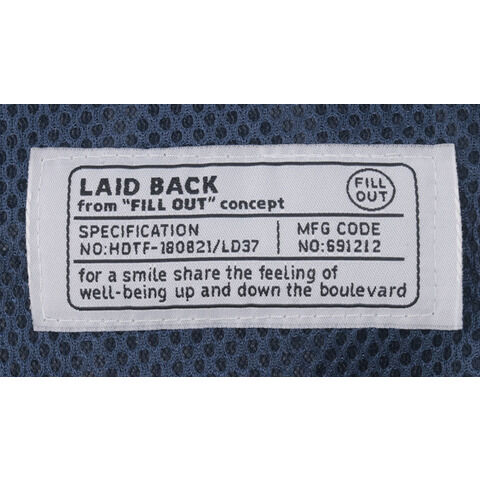 LAID BACK
from "FILL OUT" concept
FILL
OUT
SPECIFICATION
NO:HDTF-180821/LD37
MFG CODE
NO:691212
for a smile share the feeling of
well-being up and down the boulevard